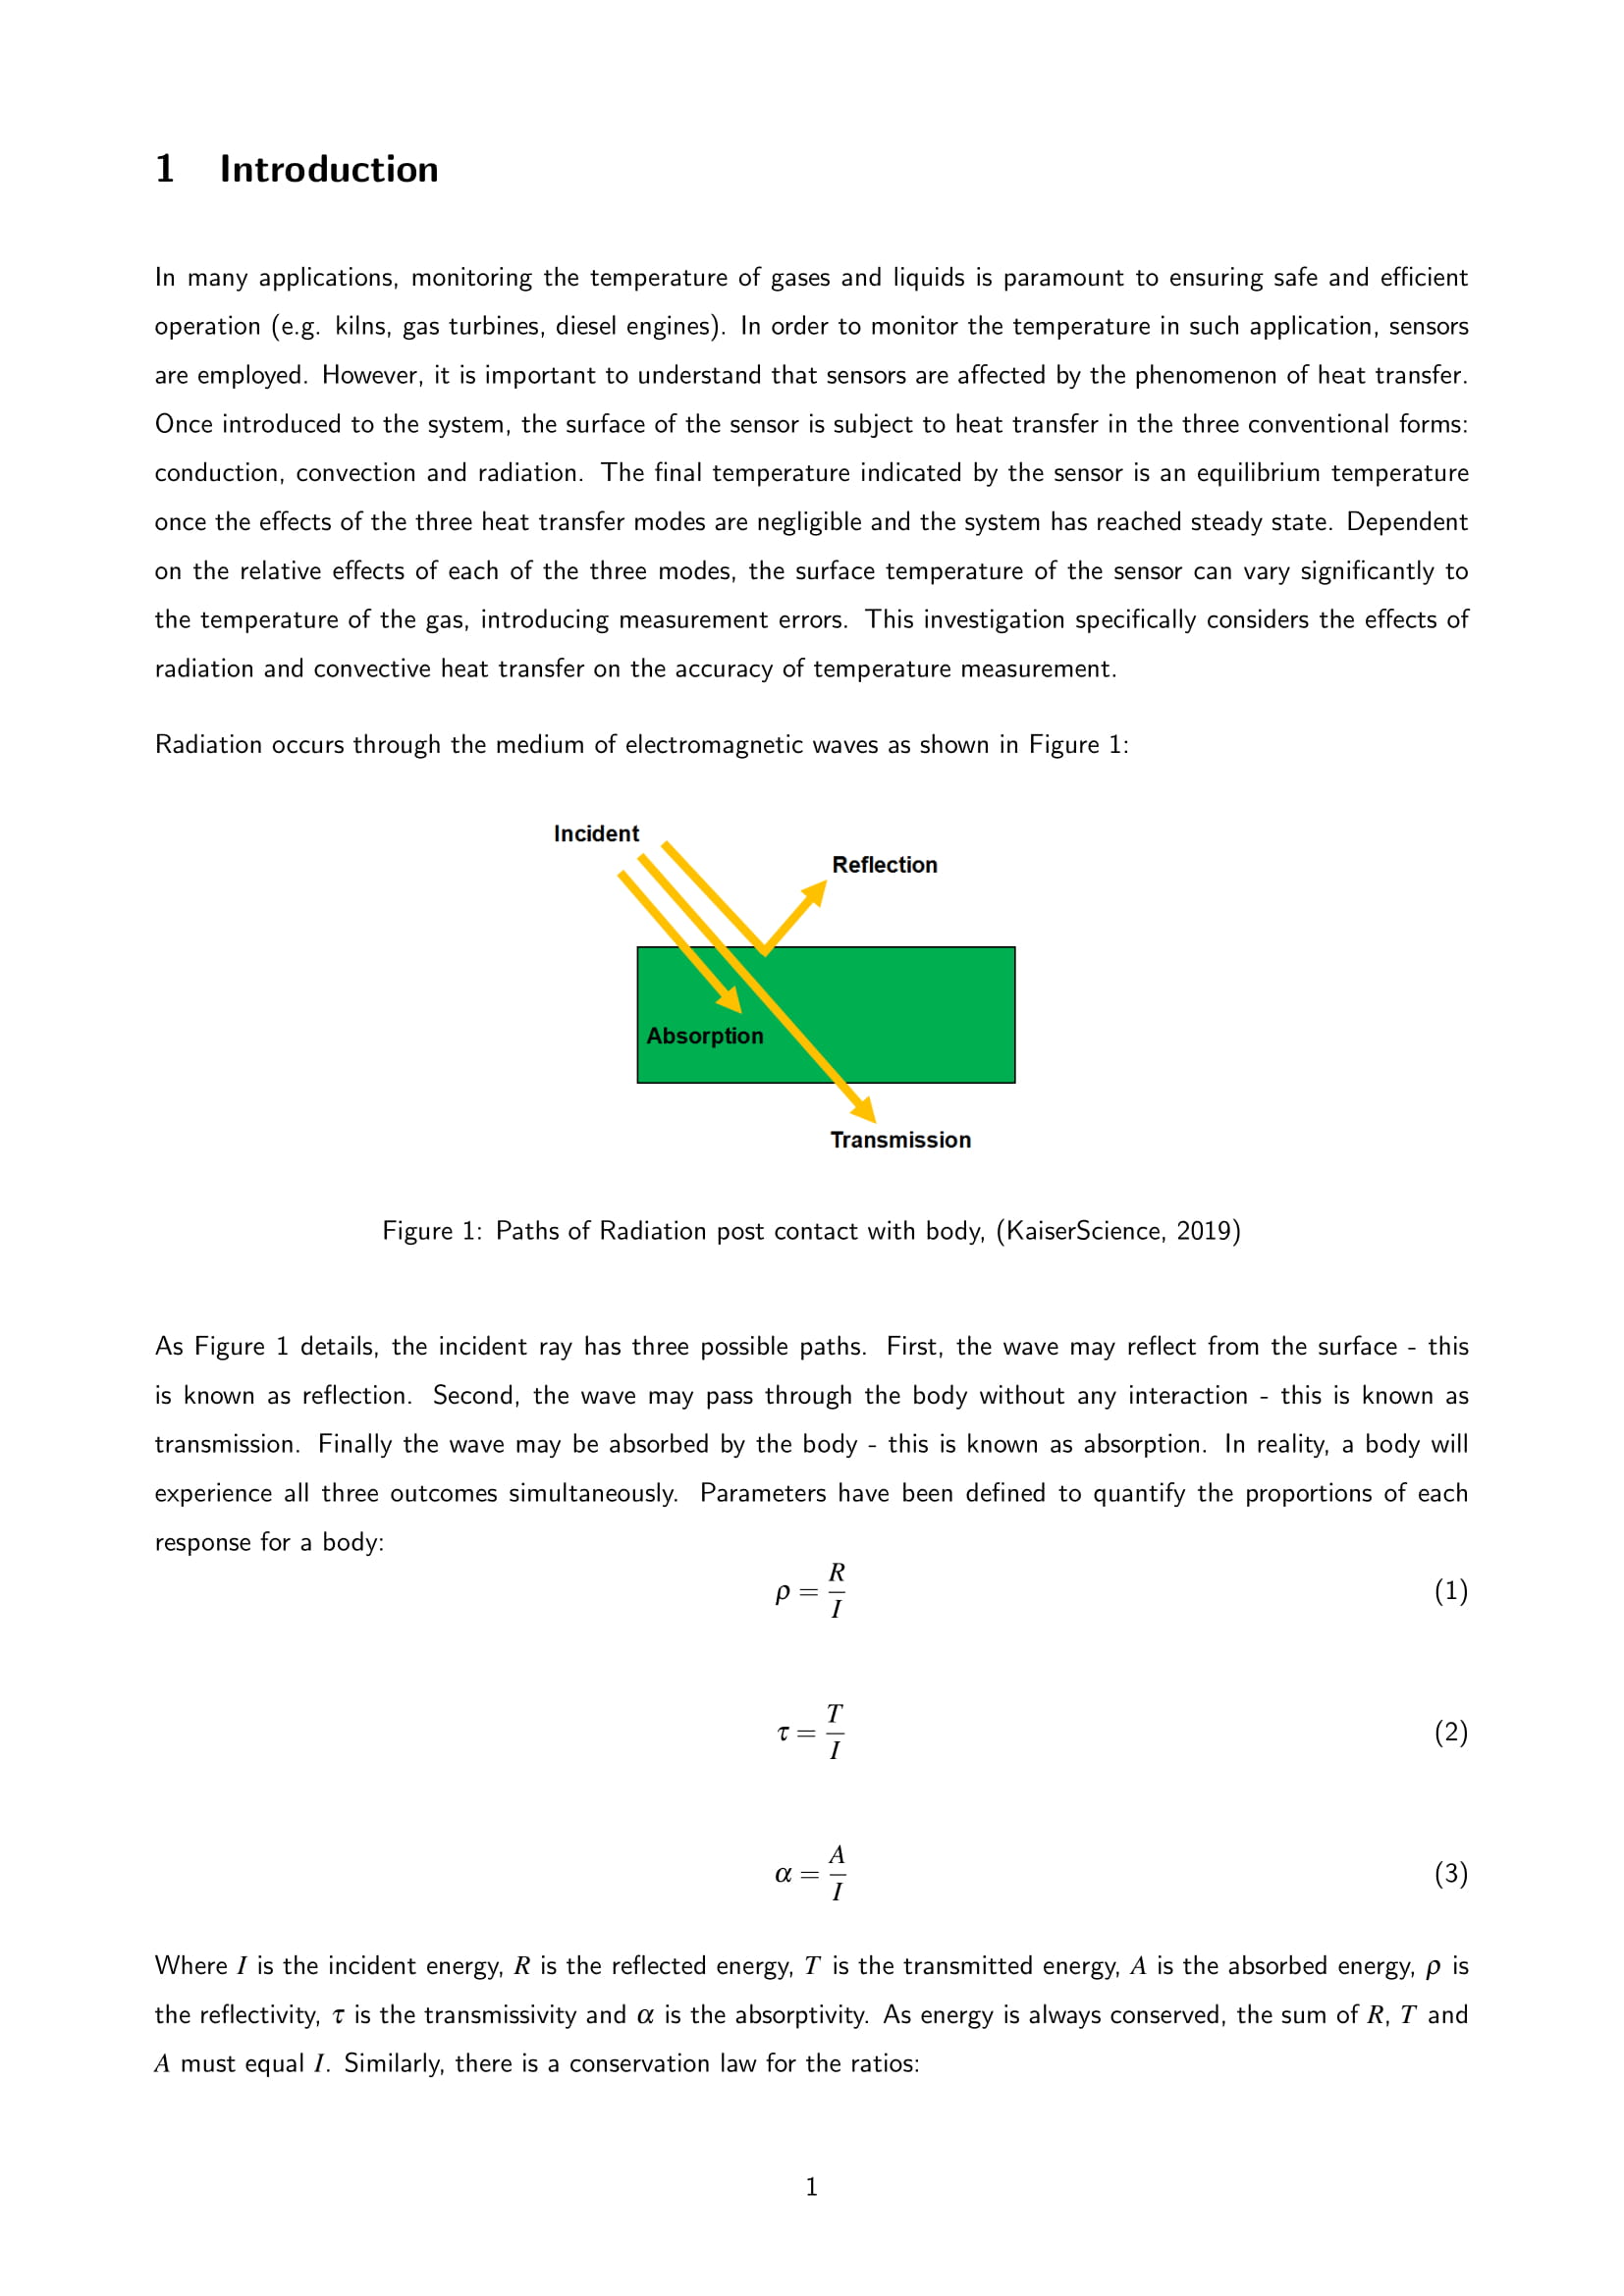 1 Introduction
In many applications, monitoring the temperature of gases and liquids is paramount to ensuring safe and efficient
operation (e.g. kilns, gas turbines, diesel engines). In order to monitor the temperature in such application, sensors
are employed. However, it is important to understand that sensors are affected by the phenomenon of heat transfer.
Once introduced to the system, the surface of the sensor is subject to heat transfer in the three conventional forms:
conduction, convection and radiation. The final temperature indicated by the sensor is an equilibrium temperature
once the effects of the three heat transfer modes are negligible and the system has reached steady state. Dependent
on the relative effects of each of the three modes, the surface temperature of the sensor can vary significantly to
the temperature of the gas, introducing measurement errors. This investigation specifically considers the effects of
radiation and convective heat transfer on the accuracy of temperature measurement.
Radiation occurs through the medium of electromagnetic waves as shown in Figure 1:
Incident
Reflection
Absorption
Transmission
Figure 1: Paths of Radiation post contact with body, (KaiserScience, 2019)
As Figure 1 details, the incident ray has three possible paths. First, the wave may reflect from the surface - this
is known as reflection. Second, the wave may pass through the body without any interaction - this is known as
transmission. Finally the wave may be absorbed by the body - this is known as absorption. In reality, a body will
experience all three outcomes simultaneously. Parameters have been defined to quantify the proportions of each
response for a body:
ρ = R/I (1)
τ = T/I (2)
α = A/I (3)
Where I is the incident energy, R is the reflected energy, T is the transmitted energy, A is the absorbed energy, ρ is
the reflectivity, τ is the transmissivity and α is the absorptivity. As energy is always conserved, the sum of R, T and
A must equal I. Similarly, there is a conservation law for the ratios:
1